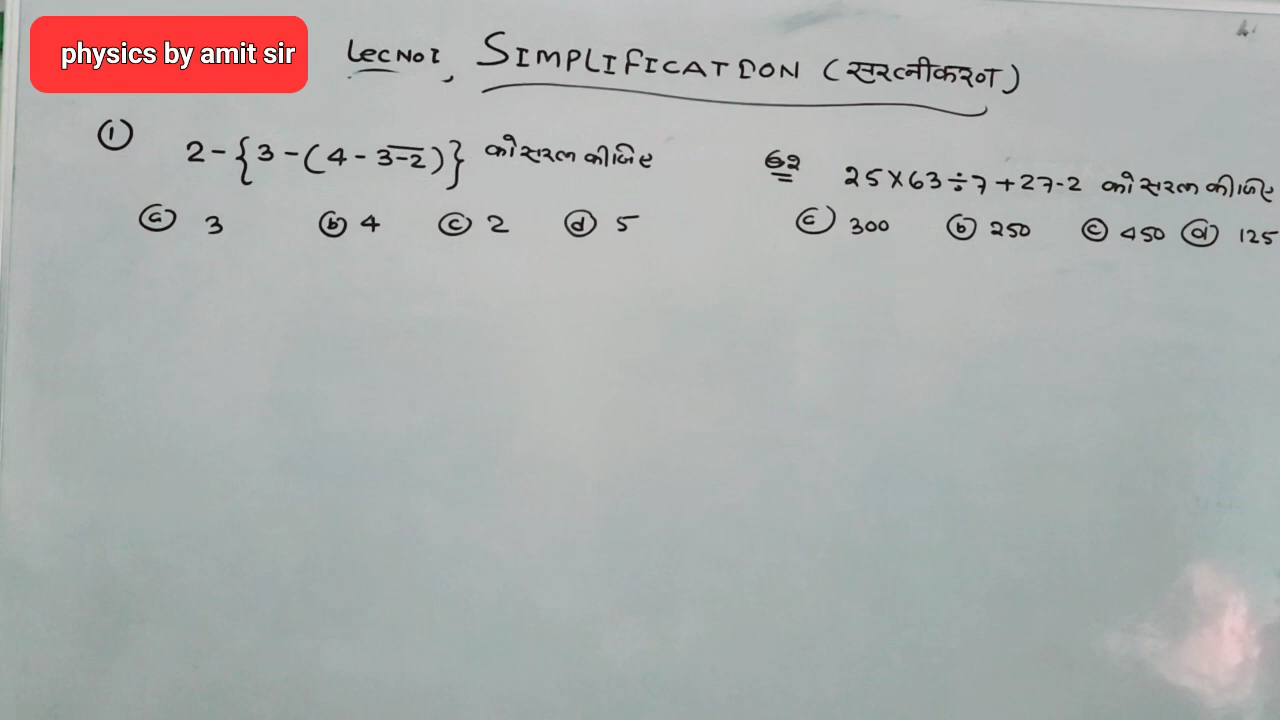 physics by amit sir
Lec No 1, SIMPLIFICATION (सरलीकरण)
① 2-{3-(4-3̅-̅2̅)} को सरल कीजिए
ⓐ 3 ⓑ 4 ⓒ 2 ⓓ 5
Q2 25×63÷7+27-2 को सरल कीजिए
ⓐ 300 ⓑ 250 ⓒ 450 ⓓ 125